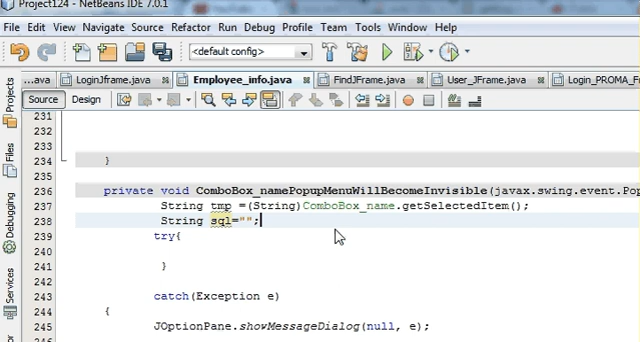 Project124 - NetBeans IDE 7.0.1
File Edit View Navigate Source Refactor Run Debug Profile Team Tools Window Help
<default config>
...ava LoginJframe.java Employee_info.java FindJFrame.java User_JFrame.java Login_PROMA_F
Source Design
Projects
Files
Debugging
Services
231
232
233
234 }
235
236 private void ComboBox_namePopupMenuWillBecomeInvisible(javax.swing.event.Pop
237 String tmp =(String)ComboBox_name.getSelectedItem();
238 String sql="";
239 try{
240
241 }
242
243 catch(Exception e)
244 {
245 JOptionPane.showMessageDialog(null, e);